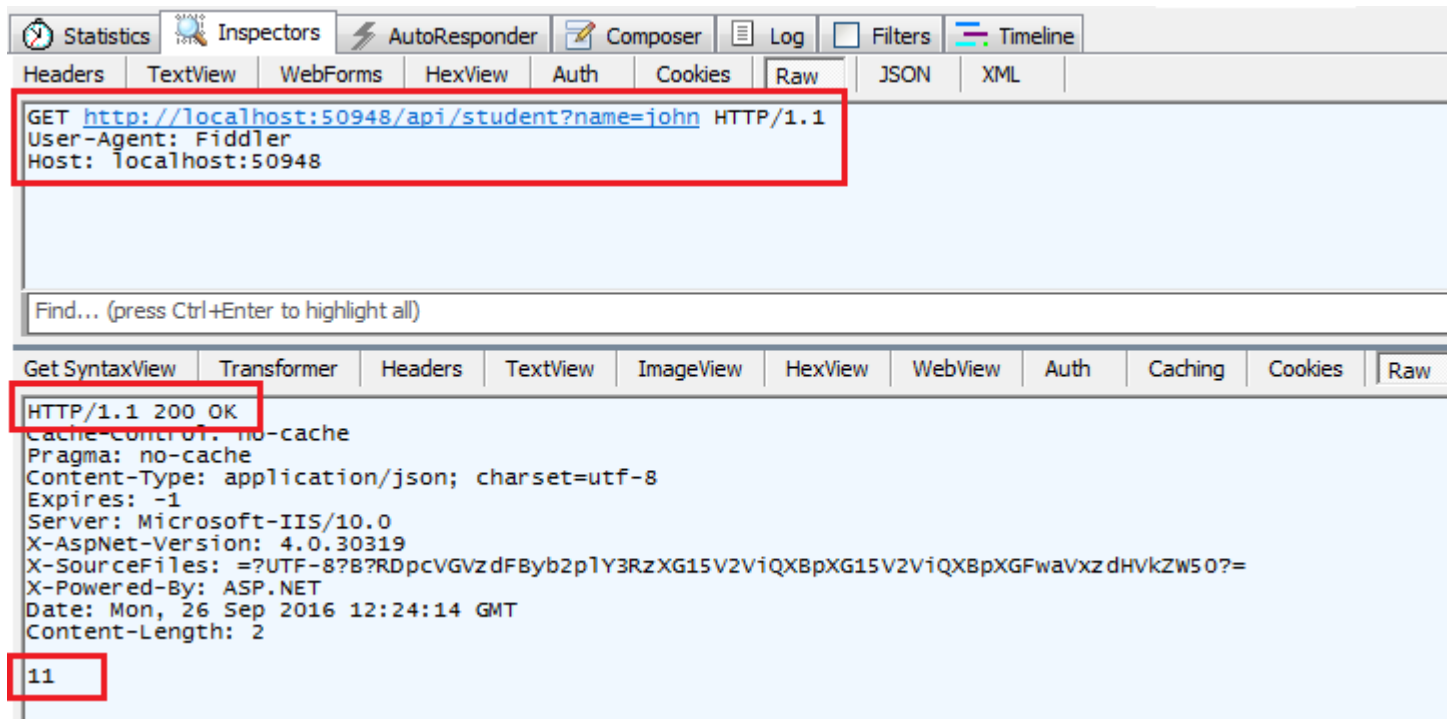 Statistics Inspectors AutoResponder Composer Log Filters Timeline
Headers TextView WebForms HexView Auth Cookies Raw JSON XML
GET http://localhost:50948/api/student?name=john HTTP/1.1
User-Agent: Fiddler
Host: localhost:50948
Find... (press Ctrl+Enter to highlight all)
Get SyntaxView Transformer Headers TextView ImageView HexView WebView Auth Caching Cookies Raw
HTTP/1.1 200 OK
Cache-Control: no-cache
Pragma: no-cache
Content-Type: application/json; charset=utf-8
Expires: -1
Server: Microsoft-IIS/10.0
X-AspNet-Version: 4.0.30319
X-SourceFiles: =?UTF-8?B?RDpcVGVzdFByb2plY3RzXG15V2ViQXBpXG15V2ViQXBpXGFwaVxzdHVkZW50?=
X-Powered-By: ASP.NET
Date: Mon, 26 Sep 2016 12:24:14 GMT
Content-Length: 2
11